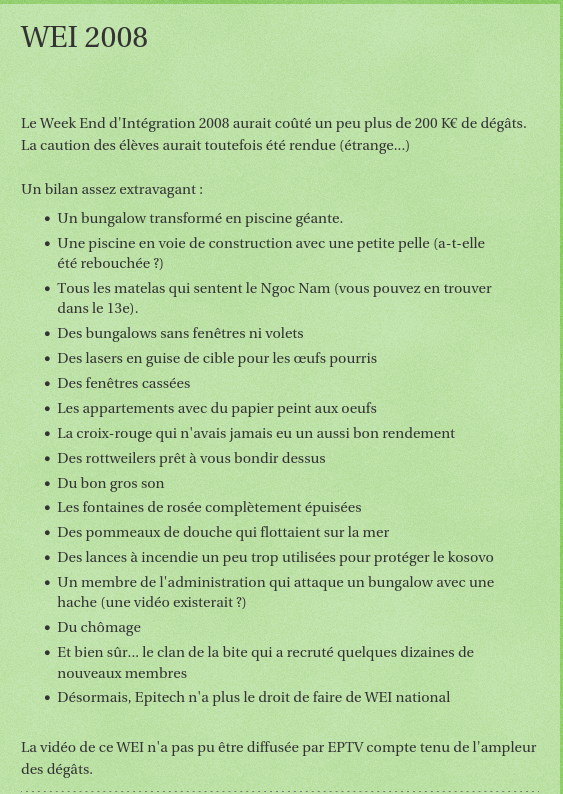 WEI 2008
Le Week End d'Intégration 2008 aurait coûté un peu plus de 200 K€ de dégâts.
La caution des élèves aurait toutefois été rendue (étrange...)
Un bilan assez extravagant :
• Un bungalow transformé en piscine géante.
• Une piscine en voie de construction avec une petite pelle (a-t-elle
été rebouchée ?)
• Tous les matelas qui sentent le Ngoc Nam (vous pouvez en trouver
dans le 13e).
• Des bungalows sans fenêtres ni volets
• Des lasers en guise de cible pour les œufs pourris
• Des fenêtres cassées
• Les appartements avec du papier peint aux oeufs
• La croix-rouge qui n'avais jamais eu un aussi bon rendement
• Des rottweilers prêt à vous bondir dessus
• Du bon gros son
• Les fontaines de rosée complètement épuisées
• Des pommeaux de douche qui flottaient sur la mer
• Des lances à incendie un peu trop utilisées pour protéger le kosovo
• Un membre de l'administration qui attaque un bungalow avec une
hache (une vidéo existerait ?)
• Du chômage
• Et bien sûr... le clan de la bite qui a recruté quelques dizaines de
nouveaux membres
• Désormais, Epitech n'a plus le droit de faire de WEI national
La vidéo de ce WEI n'a pas pu être diffusée par EPTV compte tenu de l'ampleur
des dégâts.